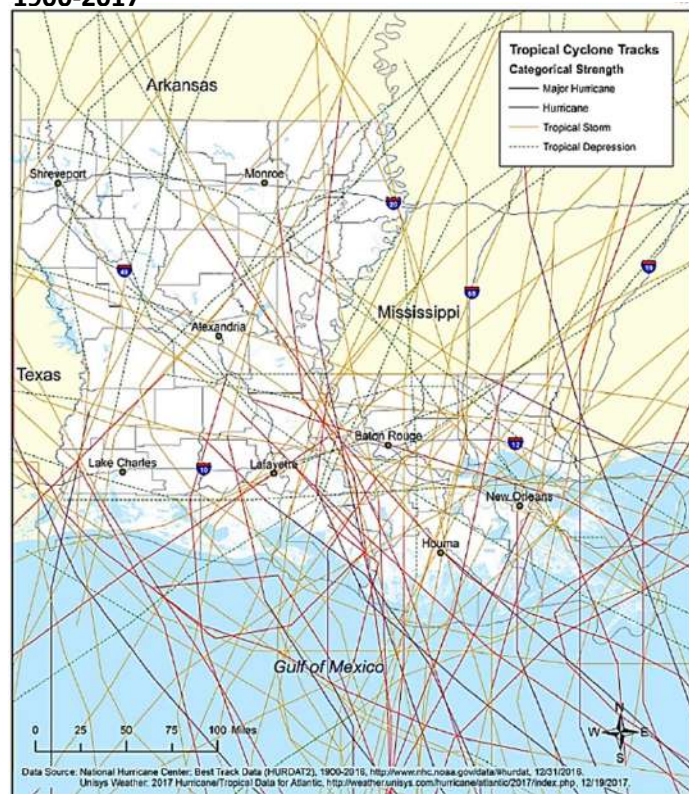 1900-2017
Tropical Cyclone Tracks
Categorical Strength
Major Hurricane
Hurricane
Tropical Storm
Tropical Depression
Arkansas
Shreveport
Monroe
20
49
55
59
Mississippi
Alexandria
Texas
Baton Rouge
12
Lake Charles
10
Lafayette
New Orleans
Houma
Gulf of Mexico
0 25 50 75 100 Miles
N
W E
S
Data Source: National Hurricane Center; Best Track Data (HURDAT2), 1900-2016, http://www.nhc.noaa.gov/data/#hurdat, 12/31/2016.
Unisys Weather: 2017 Hurricane/Tropical Data for Atlantic, http://weather.unisys.com/hurricane/atlantic/2017/index.php, 12/19/2017.